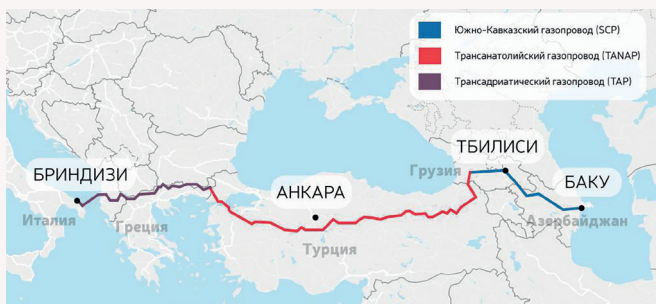 Южно-Кавказский газопровод (SCP)
Трансанатолийский газопровод (TANAP)
Трансадриатический газопровод (TAP)
ТБИЛИСИ
Грузия
БРИНДИЗИ
АНКАРА
БАКУ
Италия
Греция
Азербайджан
Турция